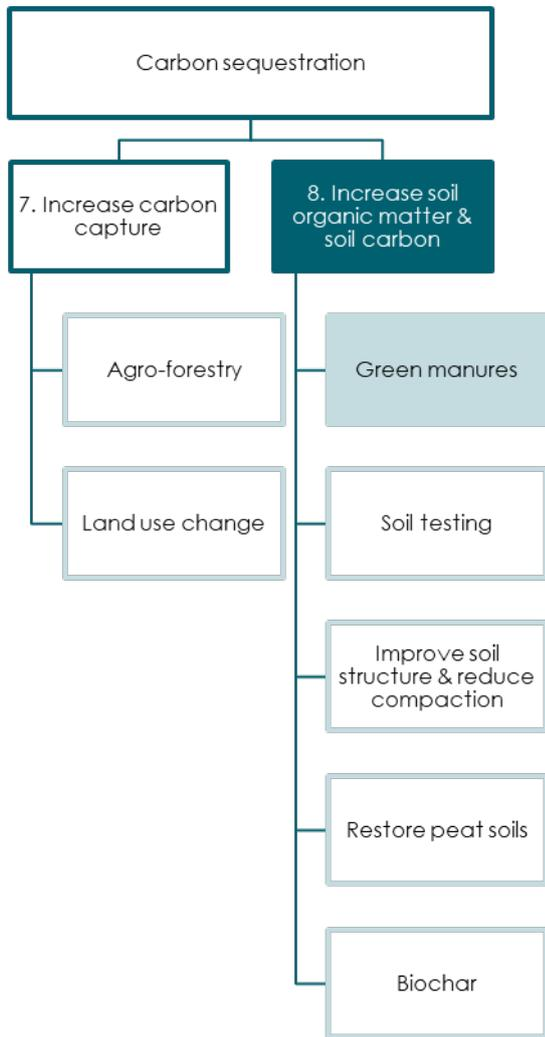 Carbon sequestration
7. Increase carbon
capture
8. Increase soil
organic matter &
soil carbon
Agro-forestry
Land use change
Green manures
Soil testing
Improve soil
structure & reduce
compaction
Restore peat soils
Biochar